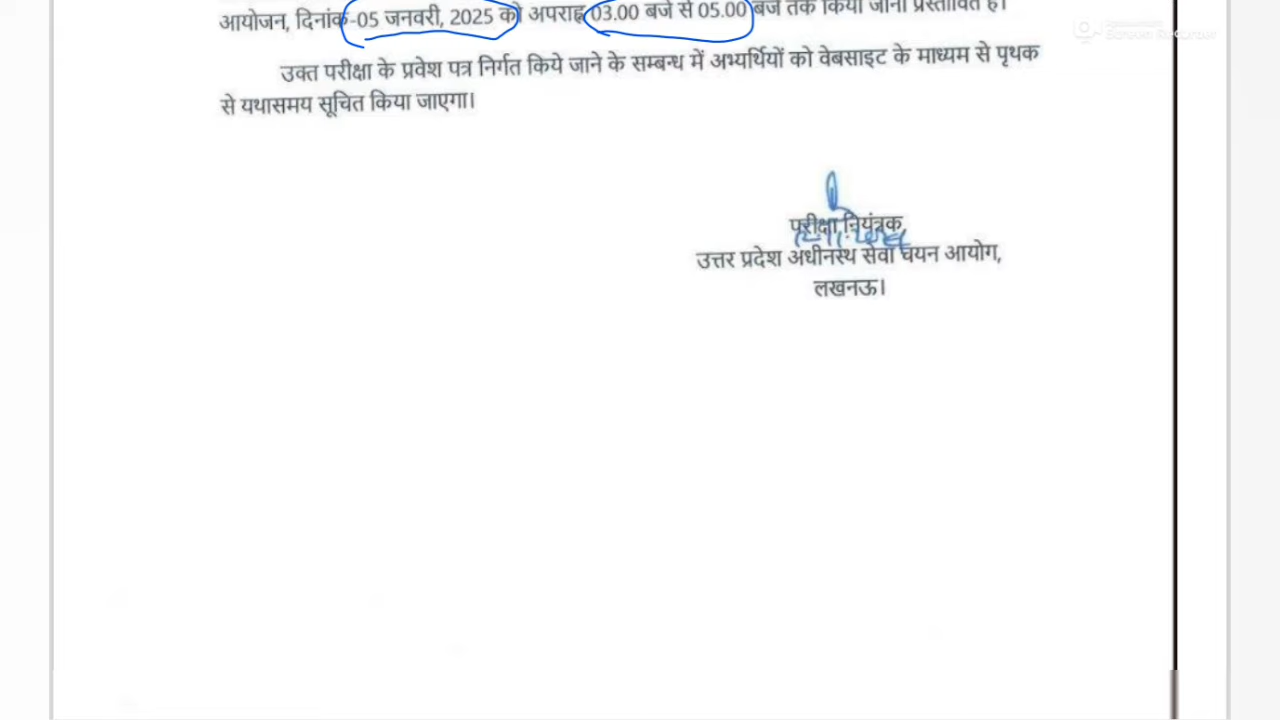 आयोजन, दिनांक-05 जनवरी, 2025 को अपराह्न 03.00 बजे से 05.00 बजे तक किया जाना प्रस्तावित है।
उक्त परीक्षा के प्रवेश पत्र निर्गत किये जाने के सम्बन्ध में अभ्यर्थियों को वेबसाइट के माध्यम से पृथक
से यथासमय सूचित किया जाएगा।
परीक्षा नियंत्रक,
उत्तर प्रदेश अधीनस्थ सेवा चयन आयोग,
लखनऊ।
Screen Recorder